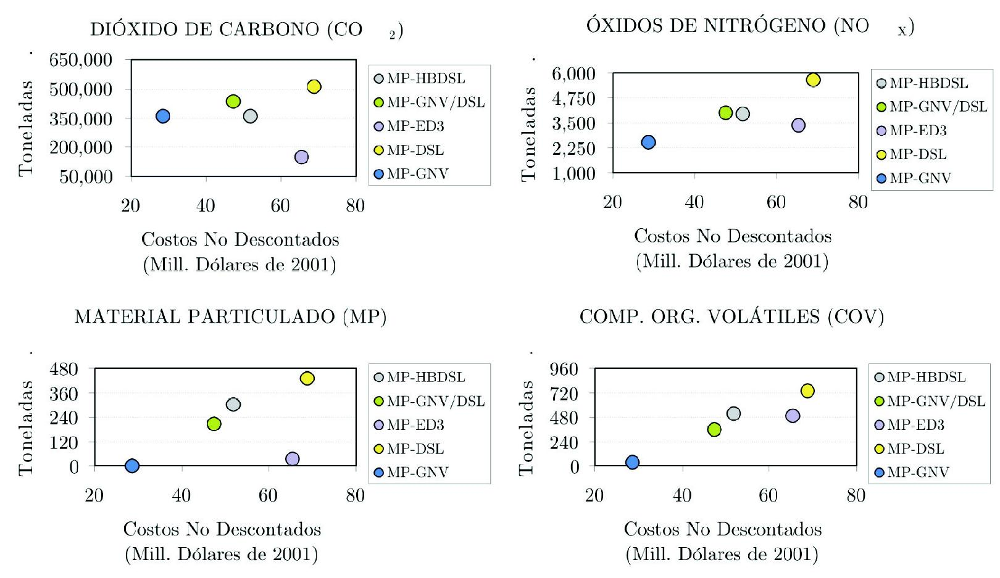 DIÓXIDO DE CARBONO (CO 2)
.
Toneladas
650,000
500,000
350,000
200,000
50,000
20 40 60 80
Costos No Descontados
(Mill. Dólares de 2001)
MP-HBDSL
MP-GNV/DSL
MP-ED3
MP-DSL
MP-GNV
ÓXIDOS DE NITRÓGENO (NO X)
.
Toneladas
6,000
4,750
3,500
2,250
1,000
20 40 60 80
Costos No Descontados
(Mill. Dólares de 2001)
MP-HBDSL
MP-GNV/DSL
MP-ED3
MP-DSL
MP-GNV
MATERIAL PARTICULADO (MP)
.
Toneladas
480
360
240
120
0
20 40 60 80
Costos No Descontados
(Mill. Dólares de 2001)
MP-HBDSL
MP-GNV/DSL
MP-ED3
MP-DSL
MP-GNV
COMP. ORG. VOLÁTILES (COV)
.
Toneladas
960
720
480
240
0
20 40 60 80
Costos No Descontados
(Mill. Dólares de 2001)
MP-HBDSL
MP-GNV/DSL
MP-ED3
MP-DSL
MP-GNV